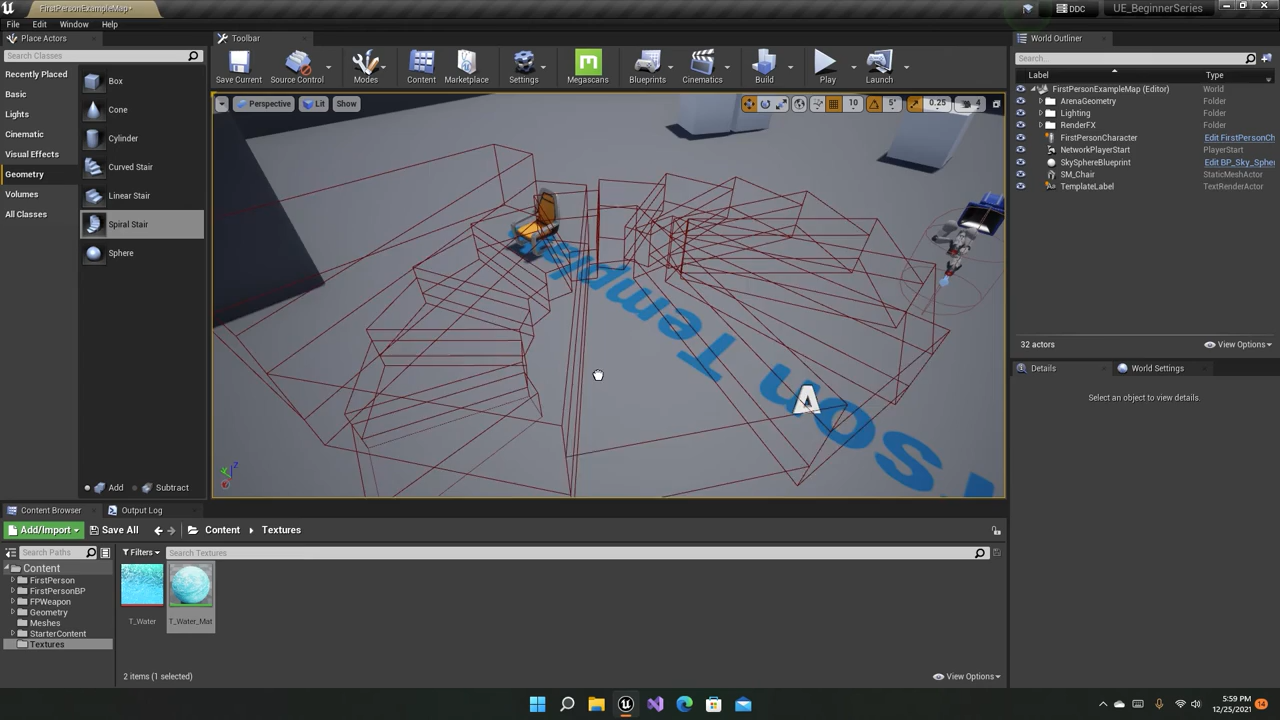 FirstPersonExampleMap•
DDC
UE_BeginnerSeries
File Edit Window Help
Place Actors
Search Classes
Recently Placed
Basic
Lights
Cinematic
Visual Effects
Geometry
Volumes
All Classes
Box
Cone
Cylinder
Curved Stair
Linear Stair
Spiral Stair
Sphere
Add Subtract
Toolbar
Save Current Source Control Modes Content Marketplace Settings Megascans Blueprints Cinematics Build Play Launch
Perspective Lit Show
10 5° 0.25 4
World Outliner
Search...
Label Type
FirstPersonExampleMap (Editor) World
ArenaGeometry Folder
Lighting Folder
RenderFX Folder
FirstPersonCharacter Edit FirstPersonCh
NetworkPlayerStart PlayerStart
SkySphereBlueprint Edit BP_Sky_Sphe
SM_Chair StaticMeshActor
TemplateLabel TextRenderActor
32 actors View Options
Details World Settings
Select an object to view details.
Content Browser Output Log
Add/Import Save All Content Textures
Search Paths Filters Search Textures
Content
FirstPerson
FirstPersonBP
FPWeapon
Geometry
Meshes
StarterContent
Textures
T_Water T_Water_Mat
2 items (1 selected) View Options
5:59 PM
12/25/2021
14